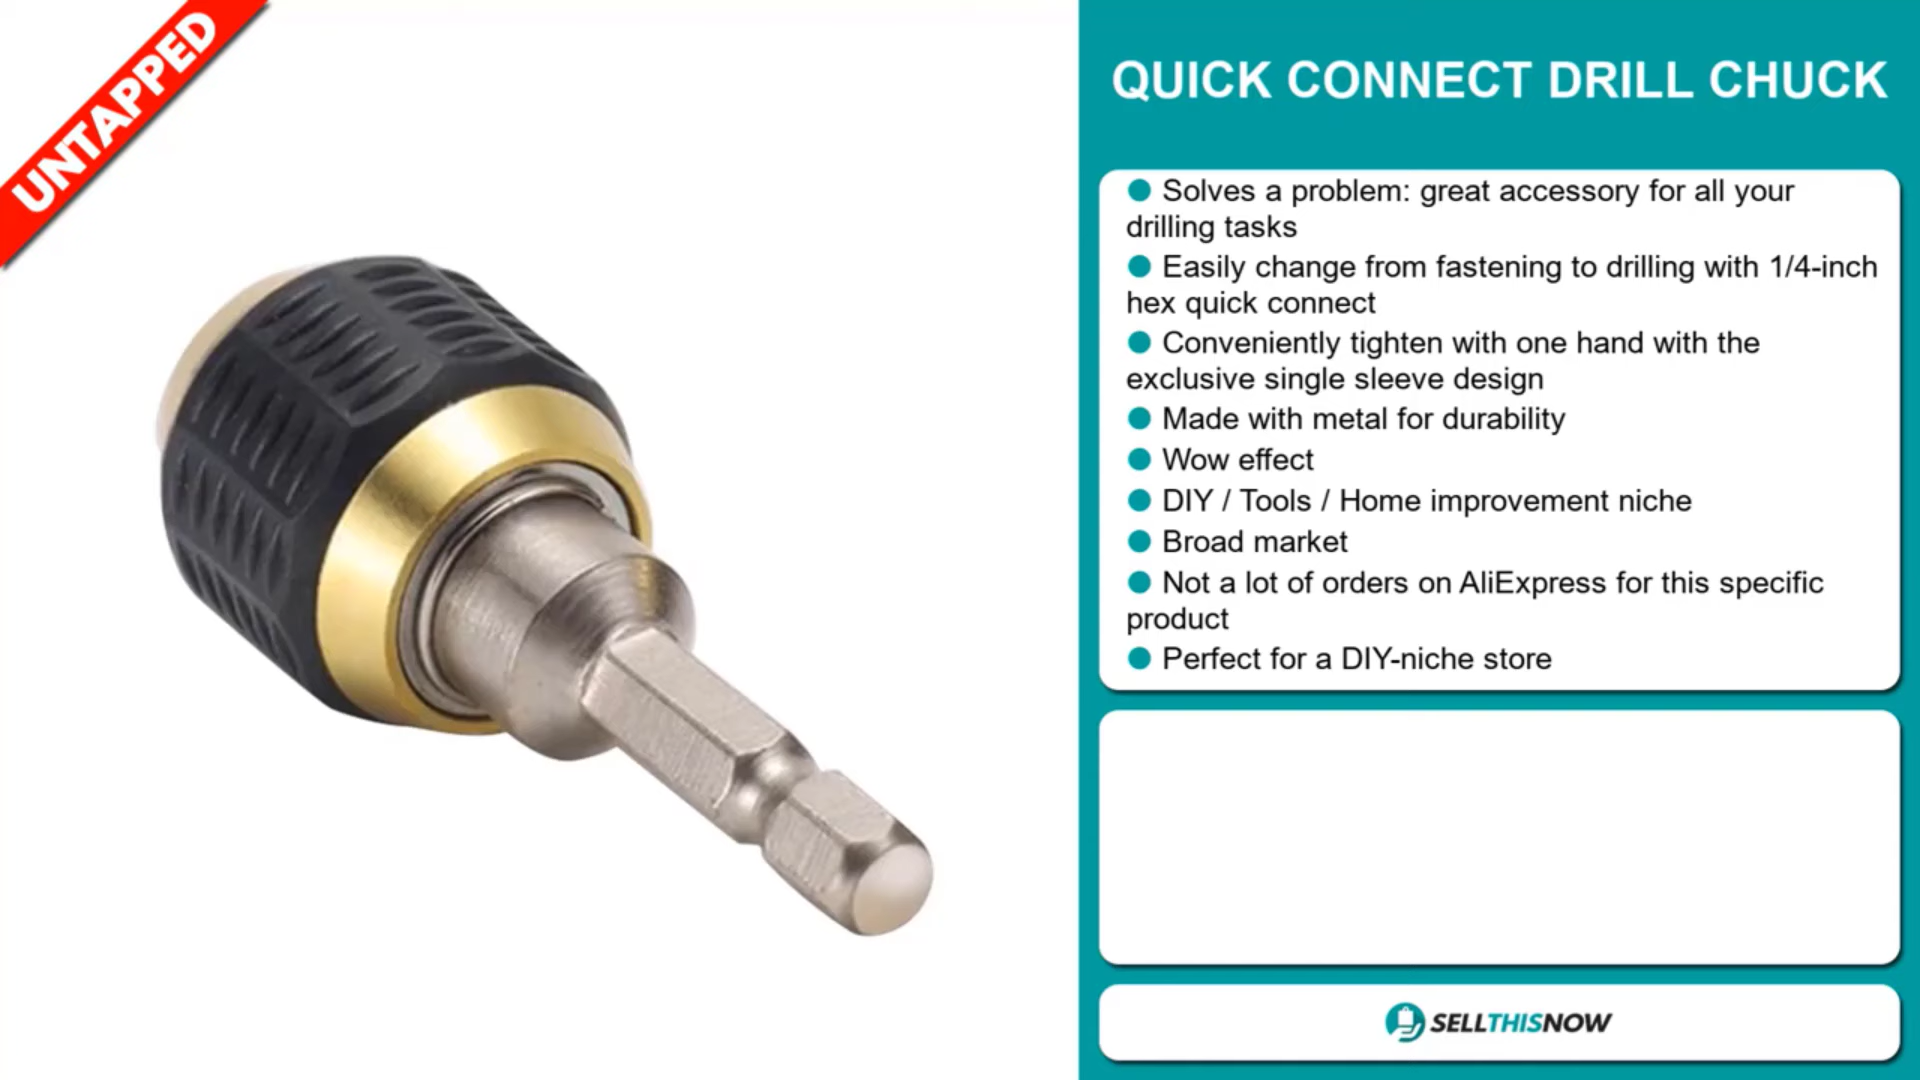 UNTAPPED
QUICK CONNECT DRILL CHUCK
Solves a problem: great accessory for all your
drilling tasks
Easily change from fastening to drilling with 1/4-inch
hex quick connect
Conveniently tighten with one hand with the
exclusive single sleeve design
Made with metal for durability
Wow effect
DIY / Tools / Home improvement niche
Broad market
Not a lot of orders on AliExpress for this specific
product
Perfect for a DIY-niche store
SELLTHISNOW